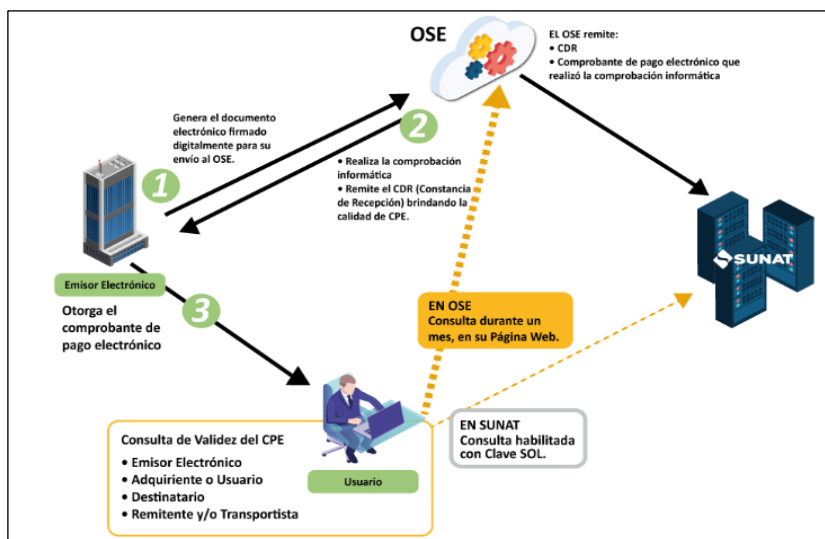 OSE
EL OSE remite:
• CDR
• Comprobante de pago electrónico que
realizó la comprobación informática
Genera el documento
electrónico firmado
digitalmente para su
envío al OSE.
1
2
• Realiza la comprobación
informática
• Remite el CDR (Constancia
de Recepción) brindando la
calidad de CPE.
SUNAT
Emisor Electrónico
Otorga el
comprobante de
pago electrónico
3
EN OSE
Consulta durante un
mes, en su Página Web.
EN SUNAT
Consulta habilitada
con Clave SOL.
Consulta de Validez del CPE
• Emisor Electrónico
• Adquiriente o Usuario
• Destinatario
• Remitente y/o Transportista
Usuario